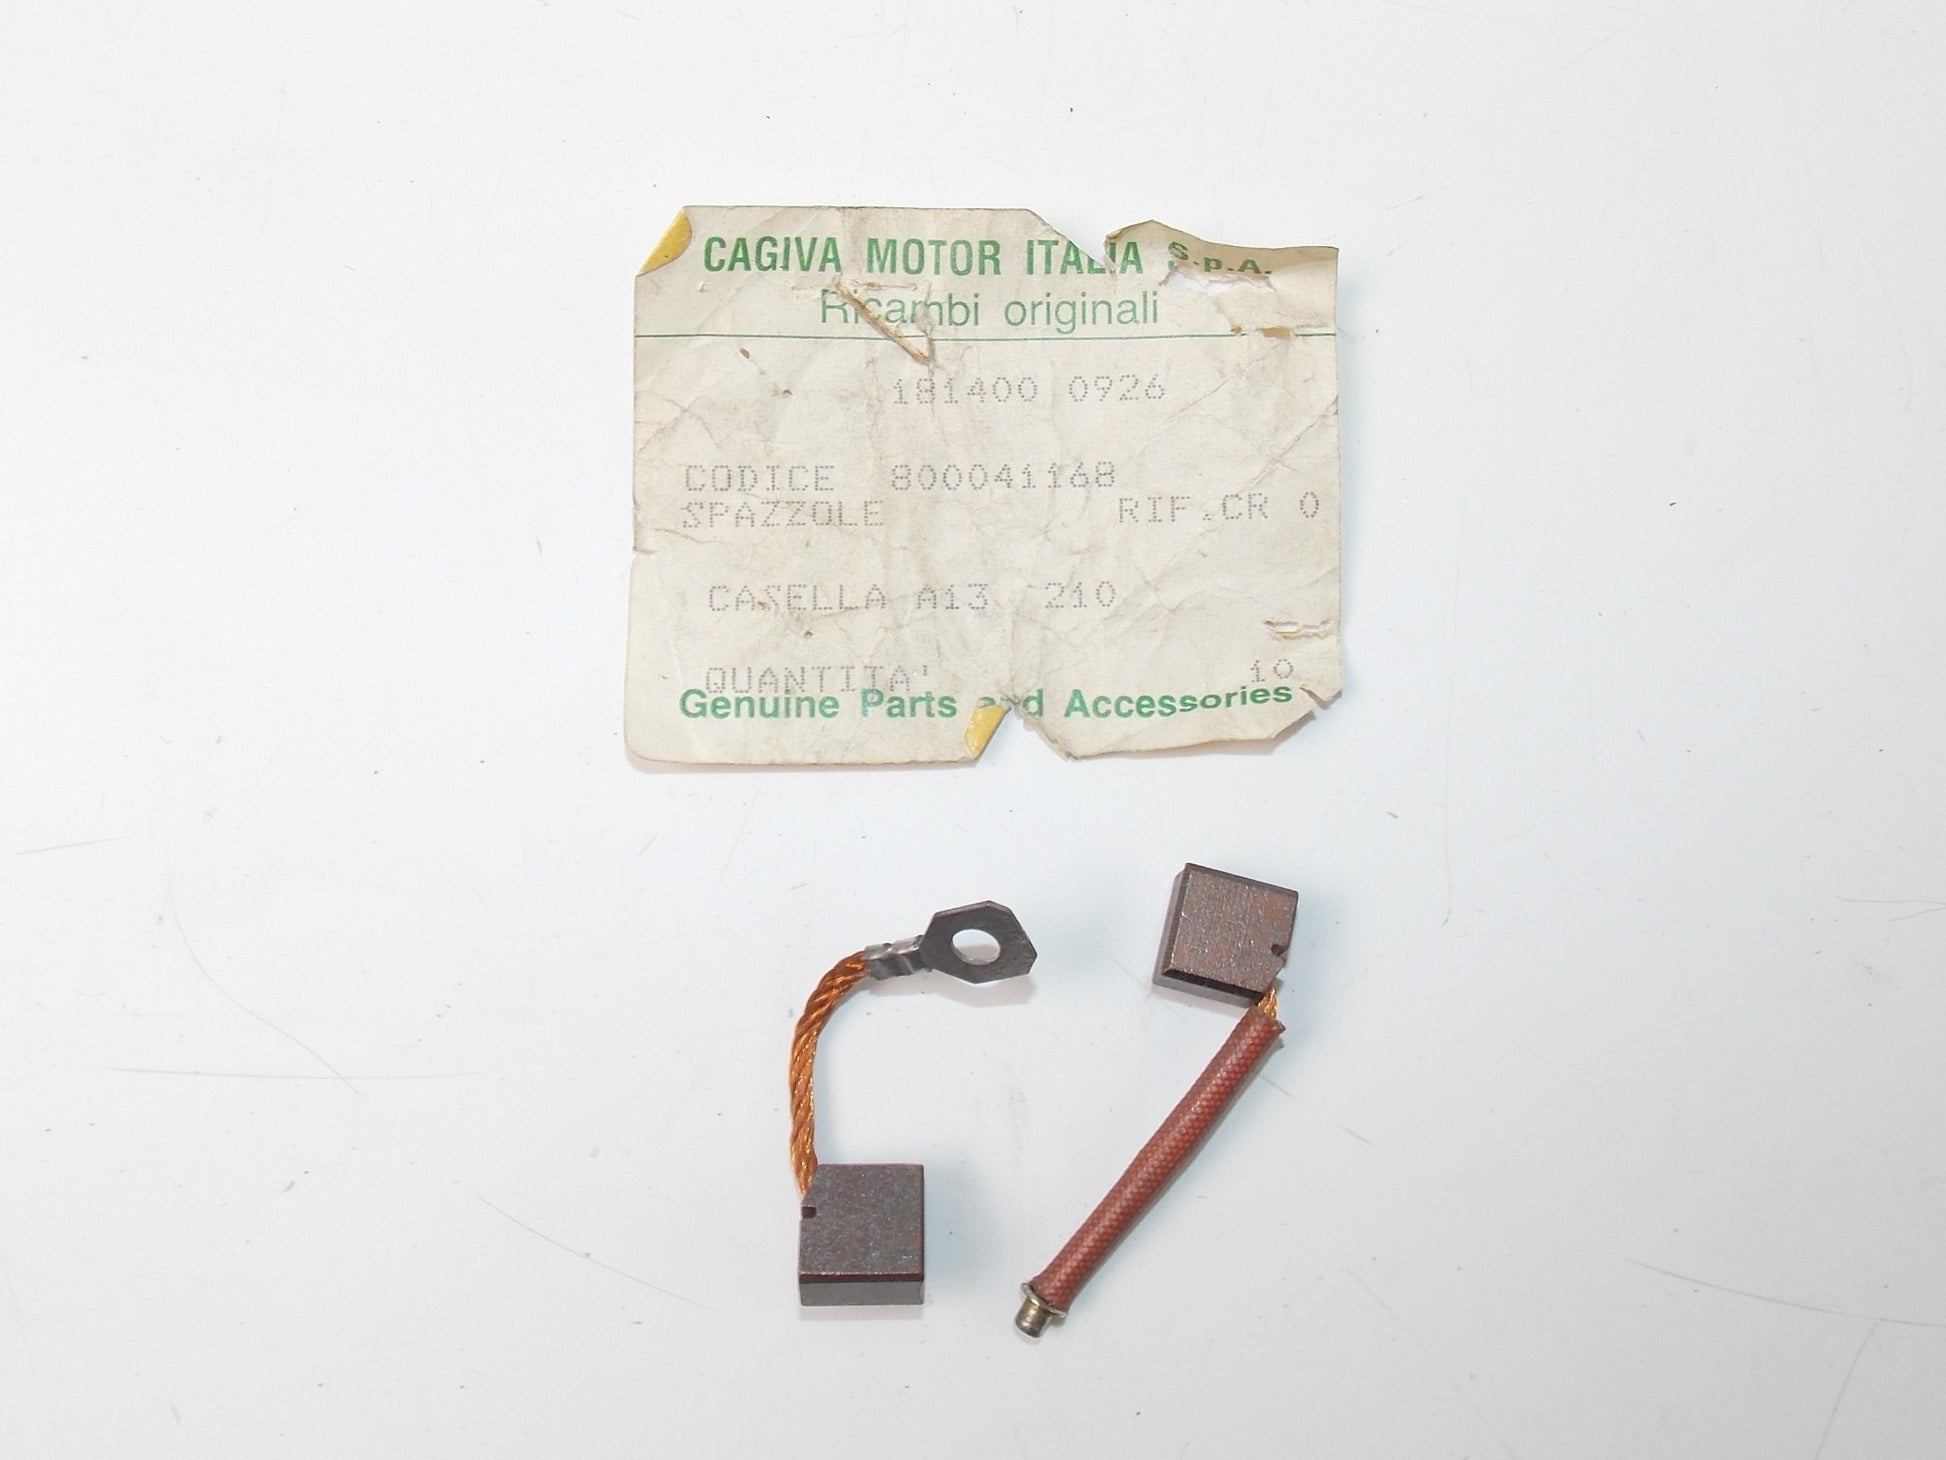 CAGIVA MOTOR ITALIA S.p.A.
Ricambi originali
181400 0926
CODICE 800041168
SPAZZOLE RIF.CR 0
CASELLA A13 210
QUANTITA' 10
Genuine Parts and Accessories